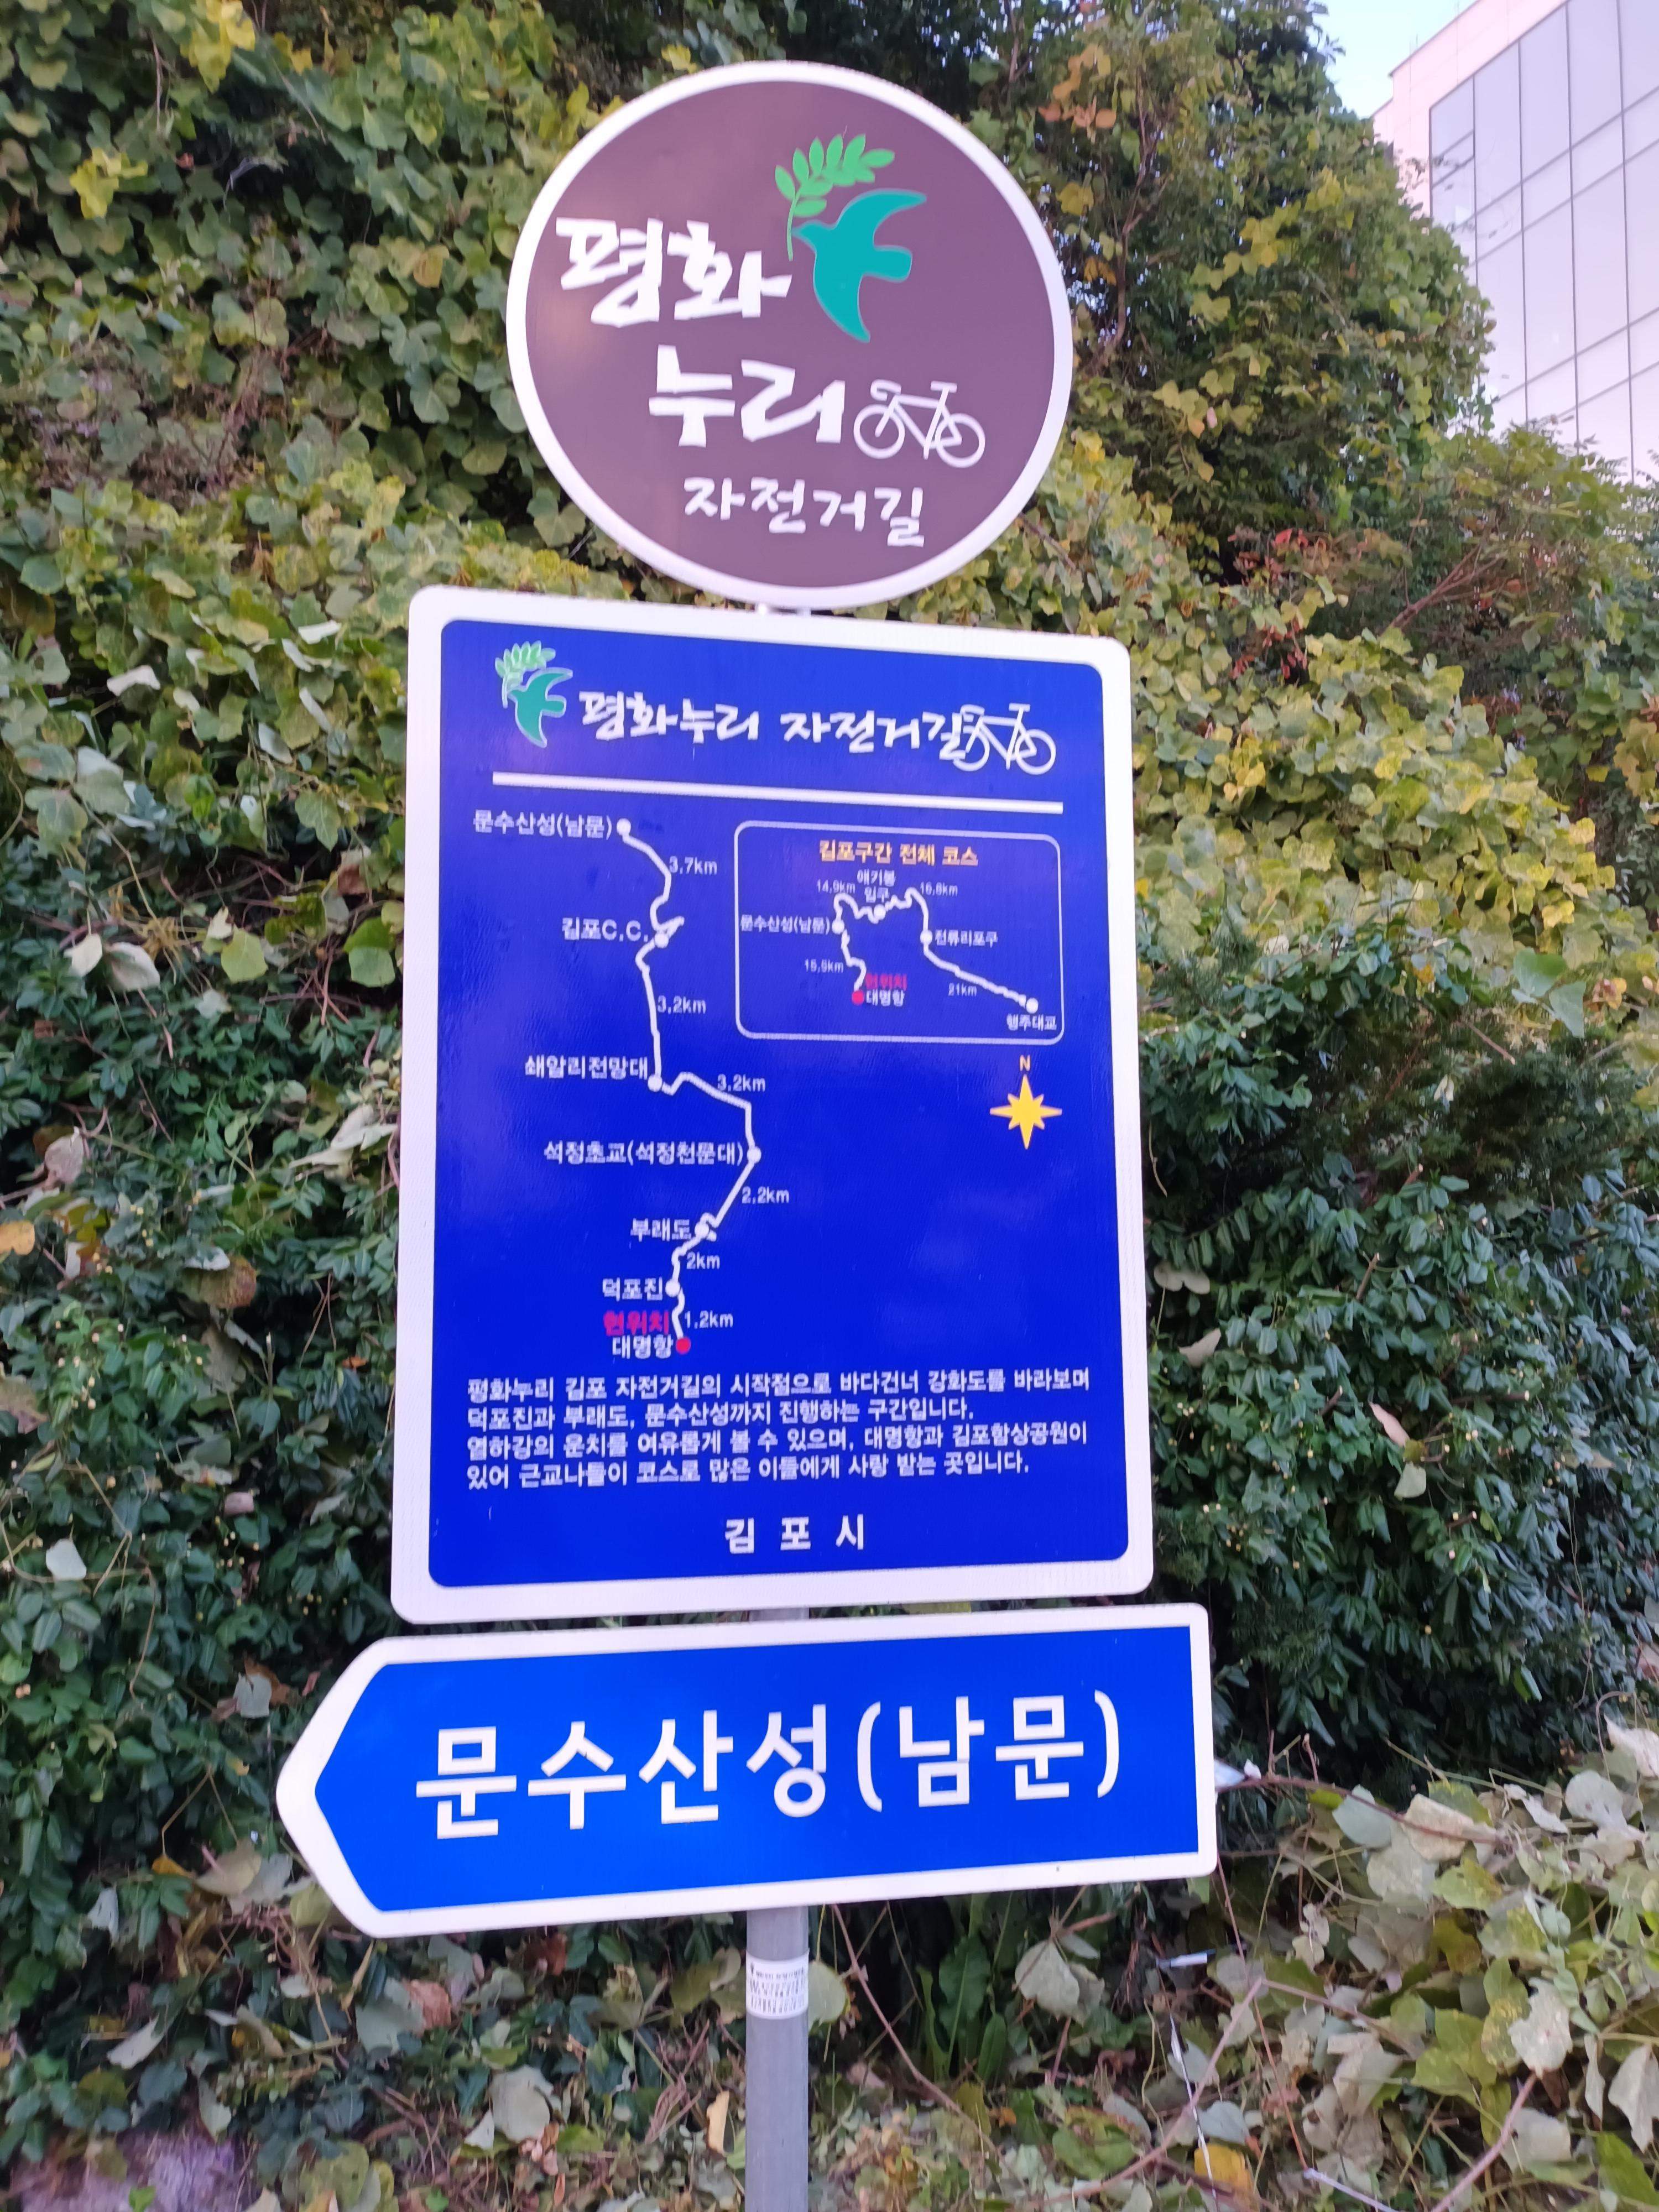 평화
누리
자전거길
평화누리 자전거길
문수산성(남문)
3.7km
김포C.C.
3.2km
쇄암리전망대
3.2km
석정초교(석정천문대)
2.2km
부래도
2km
덕포진
1.2km
현위치
대명항
김포구간 전체 코스
애기봉
입구
14.9km
16.8km
문수산성(남문)
전류리포구
15.5km
현위치
대명항
21km
행주대교
N
평화누리 김포 자전거길의 시작점으로 바다건너 강화도를 바라보며
덕포진과 부래도, 문수산성까지 진행하는 구간입니다.
염하강의 운치를 여유롭게 볼 수 있으며, 대명항과 김포함상공원이
있어 근교나들이 코스로 많은 이들에게 사랑 받는 곳입니다.
김 포 시
문수산성(남문)